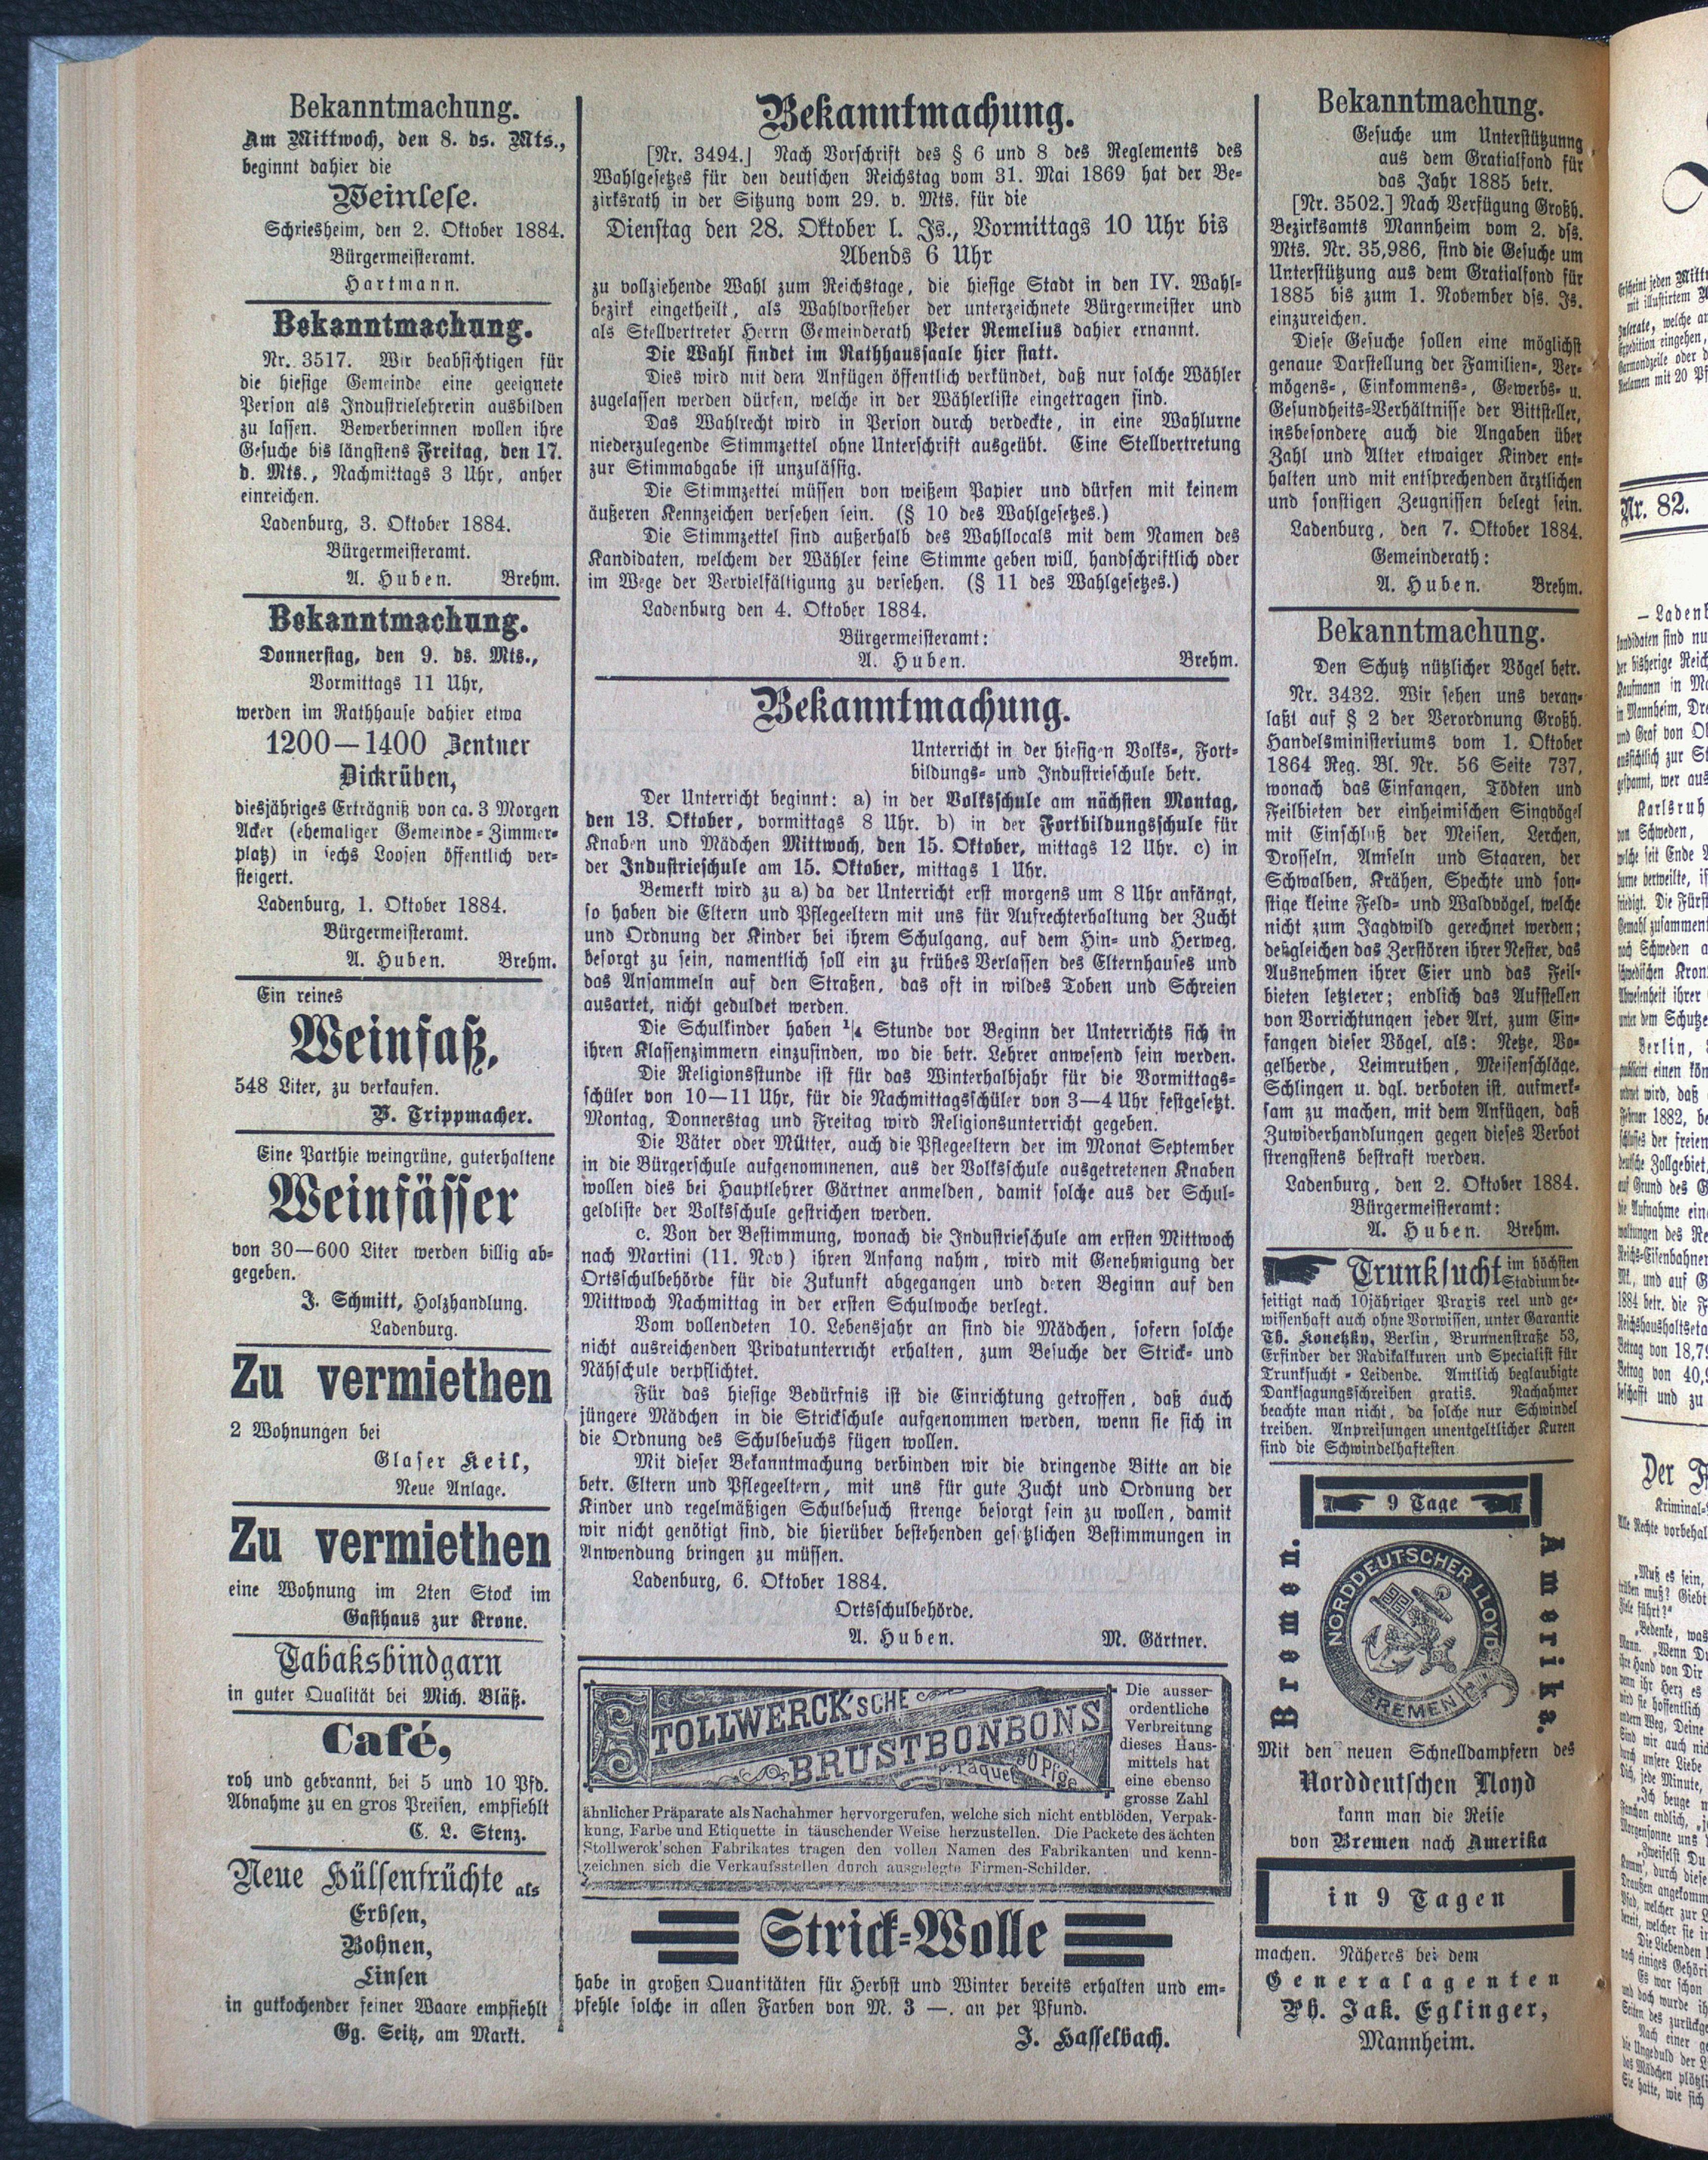 Bekanntmachung.
Am Mittwoch, den 8. ds. Mts.,
beginnt dahier die
Weinlese.
Schriesheim, den 2. Oktober 1884.
Bürgermeisteramt.
Hartmann.
Bekanntmachung.
Nr. 3517. Wir beabsichtigen für
die hiesige Gemeinde eine geeignete
Person als Industrielehrerin ausbilden
zu lassen. Bewerberinnen wollen ihre
Gesuche bis längstens Freitag, den 17.
d. Mts., Nachmittags 3 Uhr, anher
einreichen.
Ladenburg, 3. Oktober 1884.
Bürgermeisteramt.
A. Huben. Brehm.
Bekanntmachung.
Donnerstag, den 9. ds. Mts.,
Vormittags 11 Uhr,
werden im Rathhause dahier etwa
1200—1400 Zentner
Dickrüben,
diesjähriges Erträgniß von ca. 3 Morgen
Acker (ehemaliger Gemeinde-Zimmer-
platz) in sechs Loosen öffentlich ver-
steigert.
Ladenburg, 1. Oktober 1884.
Bürgermeisteramt.
A. Huben. Brehm.
Ein reines
Weinfaß,
548 Liter, zu verkaufen.
B. Trippmacher.
Eine Parthie weingrüne, guterhaltene
Weinfässer
von 30—600 Liter werden billig ab-
gegeben.
J. Schmitt, Holzhandlung.
Ladenburg.
Zu vermiethen
2 Wohnungen bei
Glaser Keil,
Neue Anlage.
Zu vermiethen
eine Wohnung im 2ten Stock im
Gasthaus zur Krone.
Tabaksbindgarn
in guter Qualität bei Mich. Bläß.
Café,
roh und gebrannt, bei 5 und 10 Pfd.
Abnahme zu en gros Preisen, empfiehlt
C. L. Stenz.
Neue Hülsenfrüchte als
Erbsen,
Bohnen,
Linsen
in gutkochender feiner Waare empfiehlt
Gg. Seitz, am Markt.
Bekanntmachung.
[Nr. 3494.] Nach Vorschrift des § 6 und 8 des Reglements des
Wahlgesetzes für den deutschen Reichstag vom 31. Mai 1869 hat der Be-
zirksrath in der Sitzung vom 29. v. Mts. für die
Dienstag den 28. Oktober l. Js., Vormittags 10 Uhr bis
Abends 6 Uhr
zu vollziehende Wahl zum Reichstage, die hiesige Stadt in den IV. Wahl-
bezirk eingetheilt, als Wahlvorsteher der unterzeichnete Bürgermeister und
als Stellvertreter Herrn Gemeinderath Peter Remelius dahier ernannt.
Die Wahl findet im Rathhaussaale hier statt.
Dies wird mit dem Anfügen öffentlich verkündet, daß nur solche Wähler
zugelassen werden dürfen, welche in der Wählerliste eingetragen sind.
Das Wahlrecht wird in Person durch verdeckte, in eine Wahlurne
niederzulegende Stimmzettel ohne Unterschrift ausgeübt. Eine Stellvertretung
zur Stimmabgabe ist unzulässig.
Die Stimmzettel müssen von weißem Papier und dürfen mit keinem
äußeren Kennzeichen versehen sein. (§ 10 des Wahlgesetzes.)
Die Stimmzettel sind außerhalb des Wahllocals mit dem Namen des
Kandidaten, welchem der Wähler seine Stimme geben will, handschriftlich oder
im Wege der Vervielfältigung zu versehen. (§ 11 des Wahlgesetzes.)
Ladenburg den 4. Oktober 1884.
Bürgermeisteramt:
A. Huben. Brehm.
Bekanntmachung.
Unterricht in der hiesigen Volks-, Fort-
bildungs- und Industrieschule betr.
Der Unterricht beginnt: a) in der Volksschule am nächsten Montag,
den 13. Oktober, vormittags 8 Uhr. b) in der Fortbildungsschule für
Knaben und Mädchen Mittwoch, den 15. Oktober, mittags 12 Uhr. c) in
der Industrieschule am 15. Oktober, mittags 1 Uhr.
Bemerkt wird zu a) da der Unterricht erst morgens um 8 Uhr anfängt,
so haben die Eltern und Pflegeeltern mit uns für Aufrechterhaltung der Zucht
und Ordnung der Kinder bei ihrem Schulgang, auf dem Hin- und Herweg,
besorgt zu sein, namentlich soll ein zu frühes Verlassen des Elternhauses und
das Ansammeln auf den Straßen, das oft in wildes Toben und Schreien
ausartet, nicht geduldet werden.
Die Schulkinder haben ¼ Stunde vor Beginn der Unterrichts sich in
ihren Klassenzimmern einzufinden, wo die betr. Lehrer anwesend sein werden.
Die Religionsstunde ist für das Winterhalbjahr für die Vormittags-
schüler von 10—11 Uhr, für die Nachmittagsschüler von 3—4 Uhr festgesetzt.
Montag, Donnerstag und Freitag wird Religionsunterricht gegeben.
Die Väter oder Mütter, auch die Pflegeeltern der im Monat September
in die Bürgerschule aufgenommenen, aus der Volksschule ausgetretenen Knaben
wollen dies bei Hauptlehrer Gärtner anmelden, damit solche aus der Schul-
geldliste der Volksschule gestrichen werden.
c. Von der Bestimmung, wonach die Industrieschule am ersten Mittwoch
nach Martini (11. Nov) ihren Anfang nahm, wird mit Genehmigung der
Ortsschulbehörde für die Zukunft abgegangen und deren Beginn auf den
Mittwoch Nachmittag in der ersten Schulwoche verlegt.
Vom vollendeten 10. Lebensjahr an sind die Mädchen, sofern solche
nicht ausreichenden Privatunterricht erhalten, zum Besuche der Strick- und
Nähschule verpflichtet.
Für das hiesige Bedürfnis ist die Einrichtung getroffen, daß auch
jüngere Mädchen in die Strickschule aufgenommen werden, wenn sie sich in
die Ordnung des Schulbesuchs fügen wollen.
Mit dieser Bekanntmachung verbinden wir die dringende Bitte an die
betr. Eltern und Pflegeeltern, mit uns für gute Zucht und Ordnung der
Kinder und regelmäßigen Schulbesuch strenge besorgt sein zu wollen, damit
wir nicht genötigt sind, die hierüber bestehenden gesetzlichen Bestimmungen in
Anwendung bringen zu müssen.
Ladenburg, 6. Oktober 1884.
Ortsschulbehörde.
A. Huben. M. Gärtner.
STOLLWERCK'SCHE
BRUSTBONBONS
Paquet 50 Pfge
Die ausser-
ordentliche
Verbreitung
dieses Haus-
mittels hat
eine ebenso
grosse Zahl
ähnlicher Präparate als Nachahmer hervorgerufen, welche sich nicht entblöden, Verpak-
kung, Farbe und Etiquette in täuschender Weise herzustellen. Die Packete des ächten
Stollwerck'schen Fabrikates tragen den vollen Namen des Fabrikanten und kenn-
zeichnen sich die Verkaufsstellen durch ausgelegte Firmen-Schilder.
Strick-Wolle
habe in großen Quantitäten für Herbst und Winter bereits erhalten und em-
pfehle solche in allen Farben von M. 3 —. an per Pfund.
J. Hasselbach.
Bekanntmachung.
Gesuche um Unterstützunng
aus dem Gratialfond für
das Jahr 1885 betr.
[Nr. 3502.] Nach Verfügung Großh.
Bezirksamts Mannheim vom 2. dss.
Mts. Nr. 35,986, sind die Gesuche um
Unterstützung aus dem Gratialfond für
1885 bis zum 1. November dss. Js.
einzureichen.
Diese Gesuche sollen eine möglichst
genaue Darstellung der Familien-, Ver-
mögens-, Einkommens-, Gewerbs- u.
Gesundheits-Verhältnisse der Bittsteller,
insbesondere auch die Angaben über
Zahl und Alter etwaiger Kinder ent-
halten und mit entsprechenden ärztlichen
und sonstigen Zeugnissen belegt sein.
Ladenburg, den 7. Oktober 1884.
Gemeinderath:
A. Huben. Brehm.
Bekanntmachung.
Den Schutz nützlicher Vögel betr.
Nr. 3432. Wir sehen uns veran-
laßt auf § 2 der Verordnung Großh.
Handelsministeriums vom 1. Oktober
1864 Reg. Bl. Nr. 56 Seite 737,
wonach das Einfangen, Tödten und
Feilbieten der einheimischen Singvögel
mit Einschluß der Meisen, Lerchen,
Drosseln, Amseln und Staaren, der
Schwalben, Krähen, Spechte und son-
stige kleine Feld- und Waldvögel, welche
nicht zum Jagdwild gerechnet werden;
deßgleichen das Zerstören ihrer Nester, das
Ausnehmen ihrer Eier und das Feil-
bieten letzterer; endlich das Aufstellen
von Vorrichtungen jeder Art, zum Ein-
fangen dieser Vögel, als: Netze, Vo-
gelherde, Leimruthen, Meisenschläge,
Schlingen u. dgl. verboten ist, aufmerk-
sam zu machen, mit dem Anfügen, daß
Zuwiderhandlungen gegen dieses Verbot
strengstens bestraft werden.
Ladenburg, den 2. Oktober 1884.
Bürgermeisteramt:
A. Huben. Brehm.
Trunksucht im höchsten
Stadium be-
seitigt nach 10jähriger Praxis reel und ge-
wissenhaft auch ohne Vorwissen, unter Garantie
Th. Konetzky, Berlin, Brunnenstraße 53,
Erfinder der Radikalkuren und Specialist für
Trunksucht-Leidende. Amtlich beglaubigte
Danksagungsschreiben gratis. Nachahmer
beachte man nicht, da solche nur Schwindel
treiben. Anpreisungen unentgeltlicher Kuren
sind die Schwindelhaftesten
9 Tage
Bremen.
NORDDEUTSCHER LLOYD
BREMEN
Amerika.
Mit den neuen Schnelldampfern des
Norddeutschen Lloyd
kann man die Reise
von Bremen nach Amerika
in 9 Tagen
machen. Näheres bei dem
Generalagenten
Ph. Jak. Eglinger,
Mannheim.
Nr. 82.